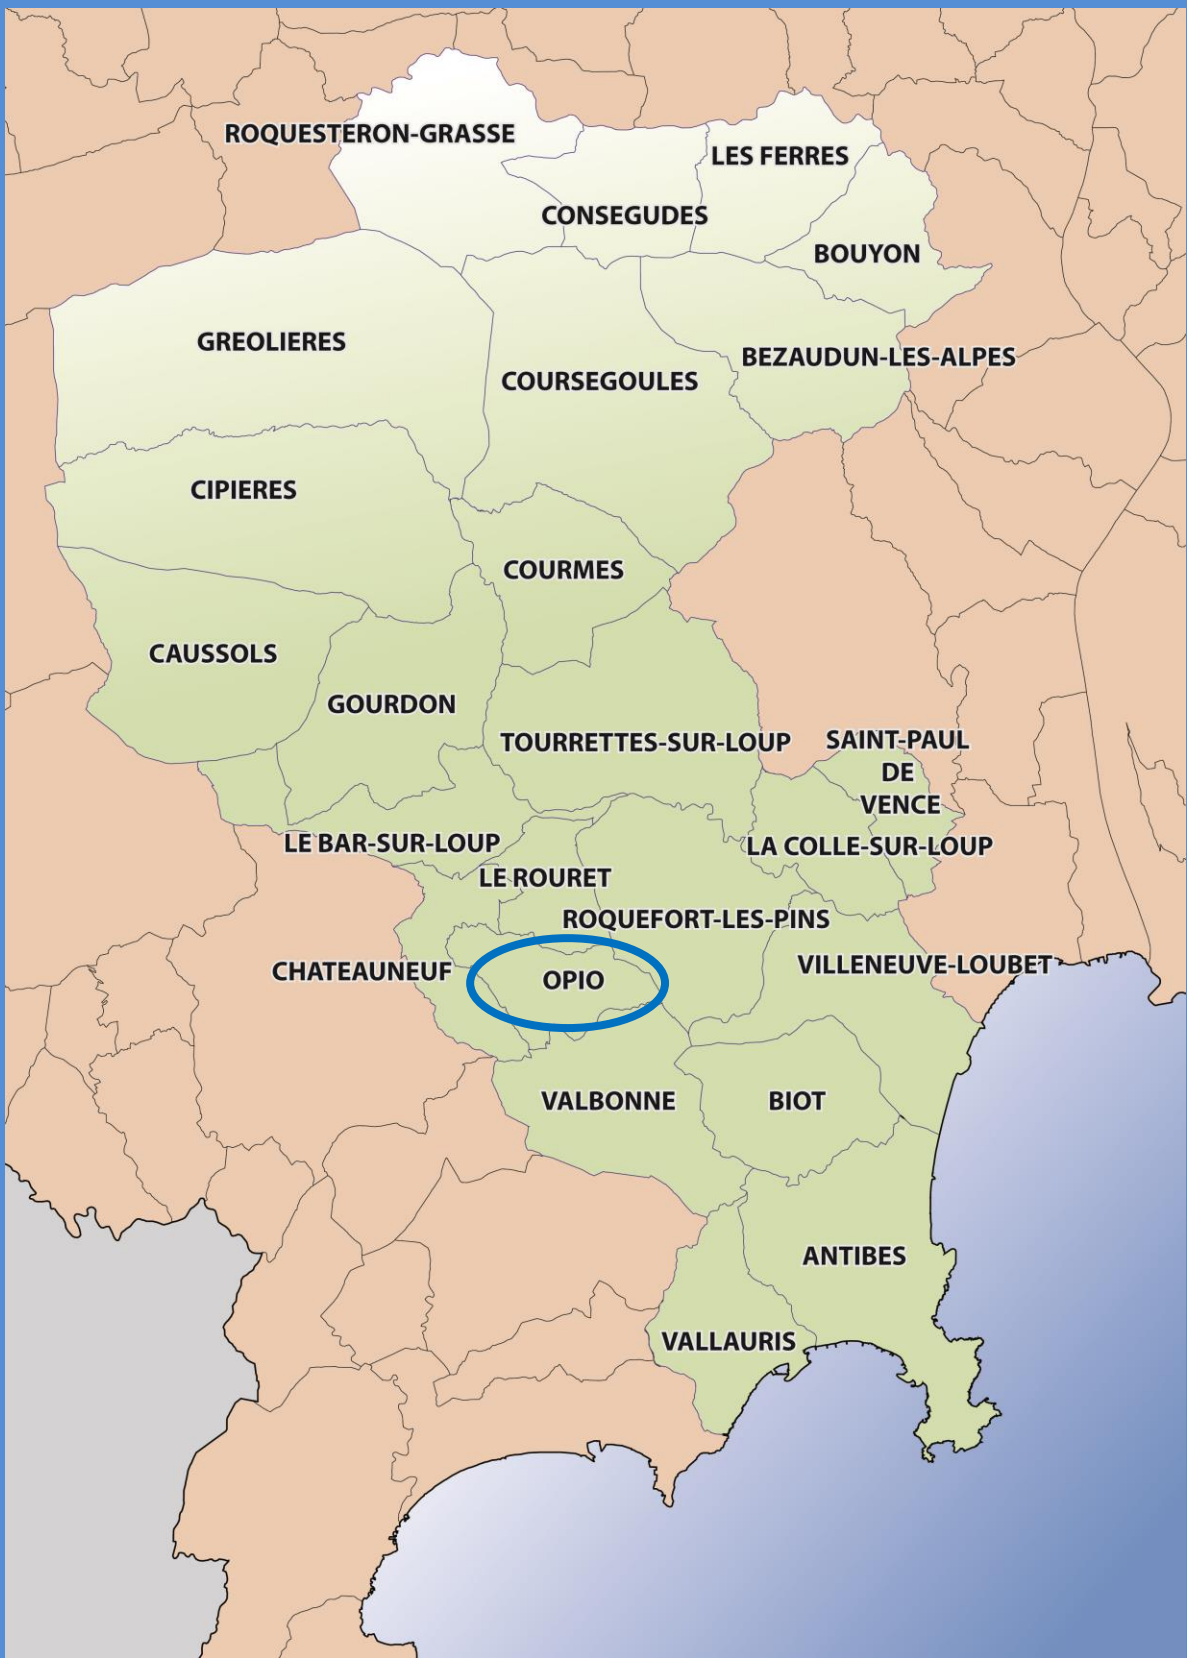 ROQUESTERON-GRASSE
LES FERRES
CONSEGUDES
BOUYON
GREOLIERES
BEZAUDUN-LES-ALPES
COURSEGOULES
CIPIERES
COURMES
CAUSSOLS
GOURDON
TOURRETTES-SUR-LOUP
SAINT-PAUL
DE
VENCE
LE BAR-SUR-LOUP
LA COLLE-SUR-LOUP
LE ROURET
ROQUEFORT-LES-PINS
CHATEAUNEUF
OPIO
VILLENEUVE-LOUBET
VALBONNE
BIOT
ANTIBES
VALLAURIS